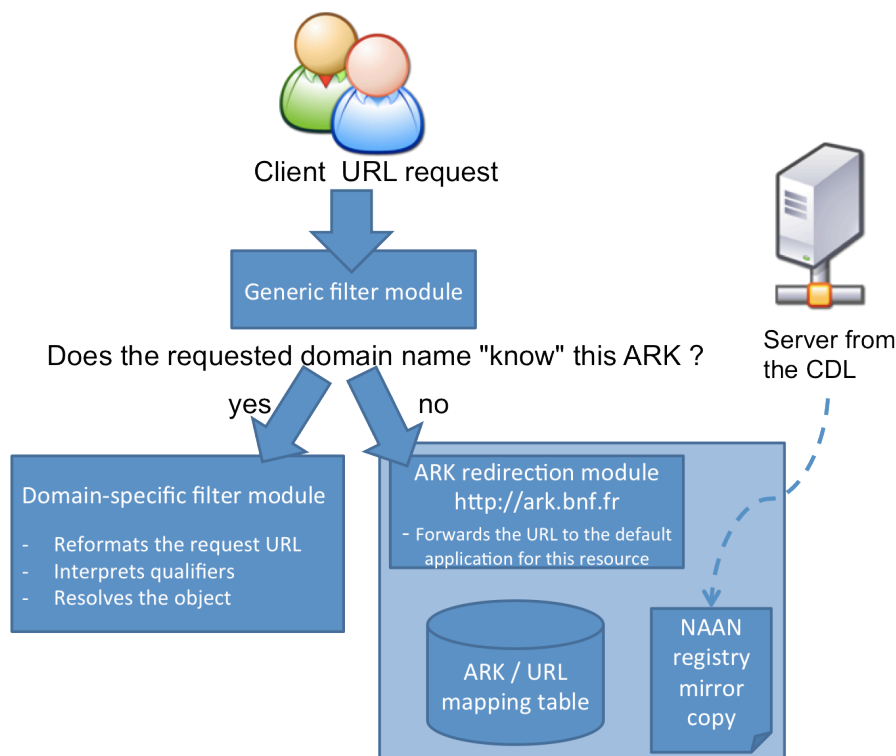 Client URL request
Generic filter module
Does the requested domain name "know" this ARK ?
yes
no
Server from
the CDL
Domain-specific filter module
- Reformats the request URL
- Interprets qualifiers
- Resolves the object
ARK redirection module
http://ark.bnf.fr
- Forwards the URL to the default
application for this resource
ARK / URL
mapping table
NAAN
registry
mirror
copy